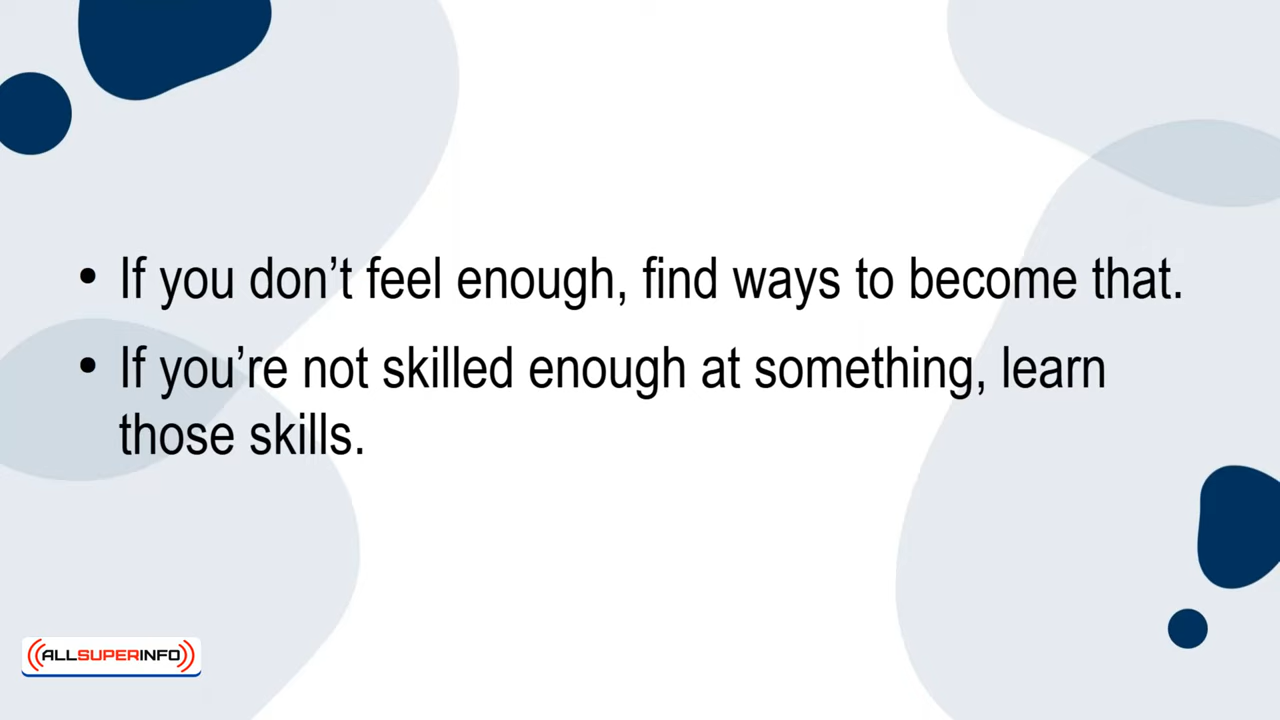 • If you don’t feel enough, find ways to become that.
• If you’re not skilled enough at something, learn
those skills.
((ALLSUPERINFO))